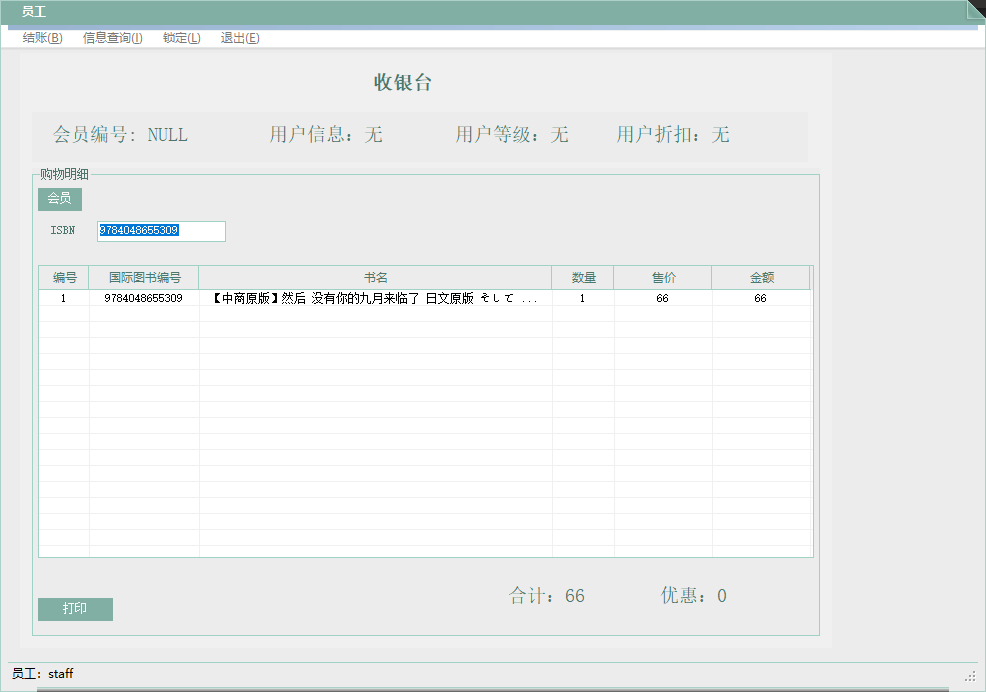 员工
结账(B) 信息查询(I) 锁定(L) 退出(E)
收银台
会员编号: NULL 用户信息: 无 用户等级: 无 用户折扣: 无
购物明细
会员
ISBN 9784048655309
编号 国际图书编号 书名 数量 售价 金额
1 9784048655309 【中商原版】然后 没有你的九月来临了 日文原版 そして ... 1 66 66
合计: 66 优惠: 0
打印
员工: staff